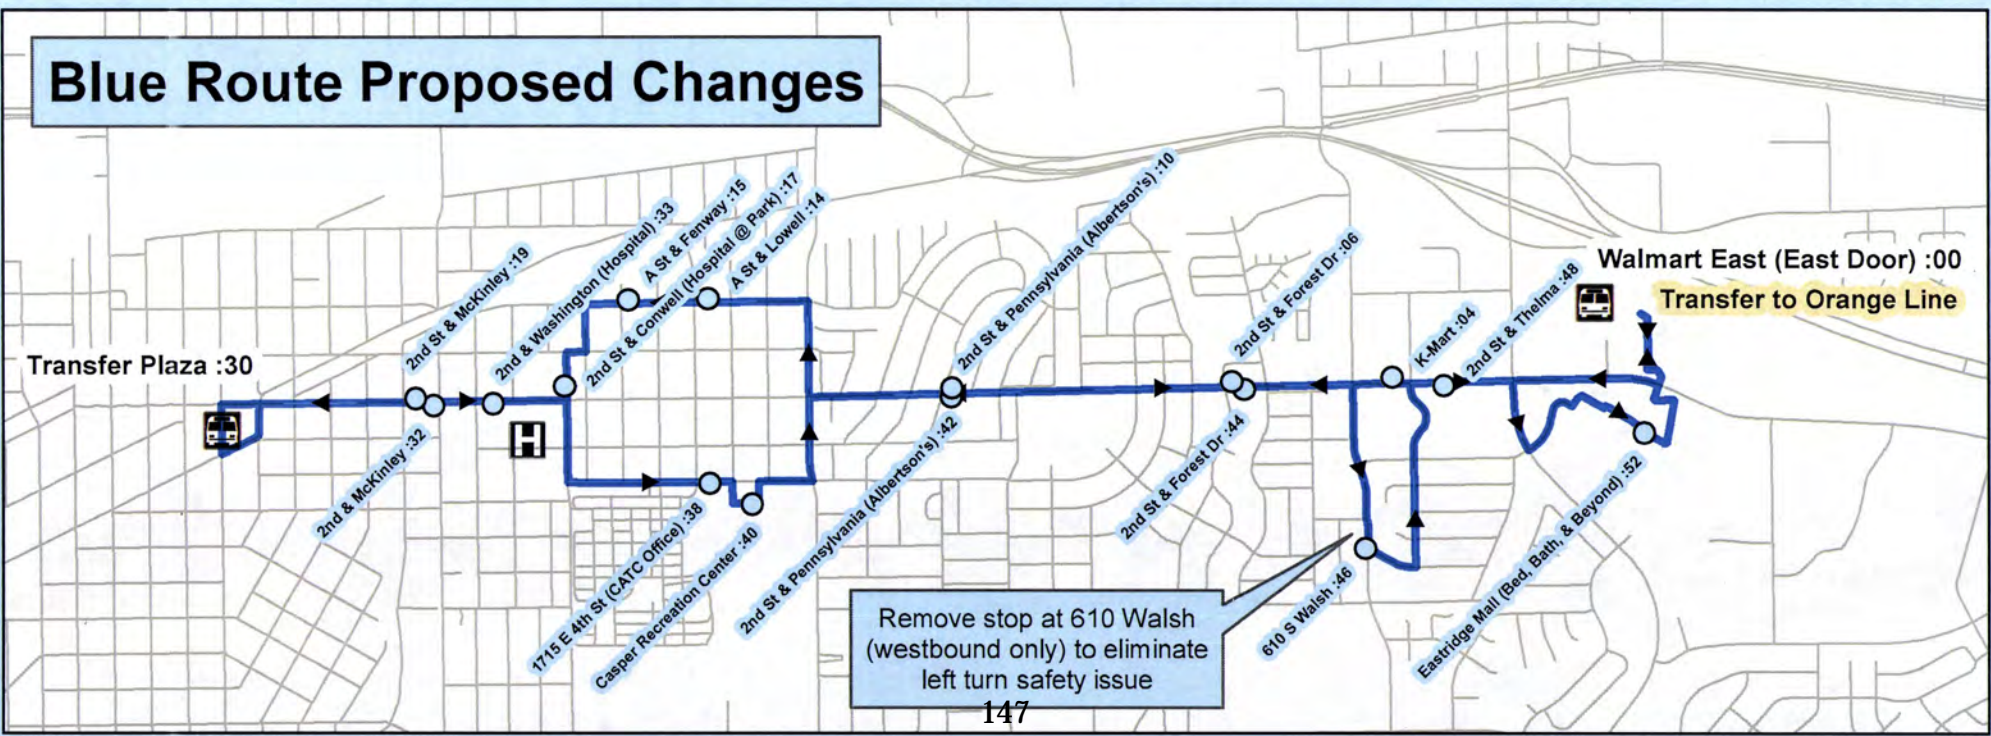 Blue Route Proposed Changes
2nd St & McKinley :19
2nd & Washington (Hospital) :33
A St & Fenway :15
2nd St & Conwell (Hospital @ Park) :17
A St & Lowell :14
2nd St & Pennsylvania (Albertson's) :10
2nd St & Forest Dr :06
K-Mart :04
2nd St & Thelma :48
Walmart East (East Door) :00
Transfer to Orange Line
Transfer Plaza :30
H
2nd & McKinley :32
1715 E 4th St (CATC Office) :38
Casper Recreation Center :40
2nd St & Pennsylvania (Albertson's) :42
2nd St & Forest Dr :44
610 S Walsh :46
Eastridge Mall (Bed, Bath, & Beyond) :52
Remove stop at 610 Walsh
(westbound only) to eliminate
left turn safety issue
147